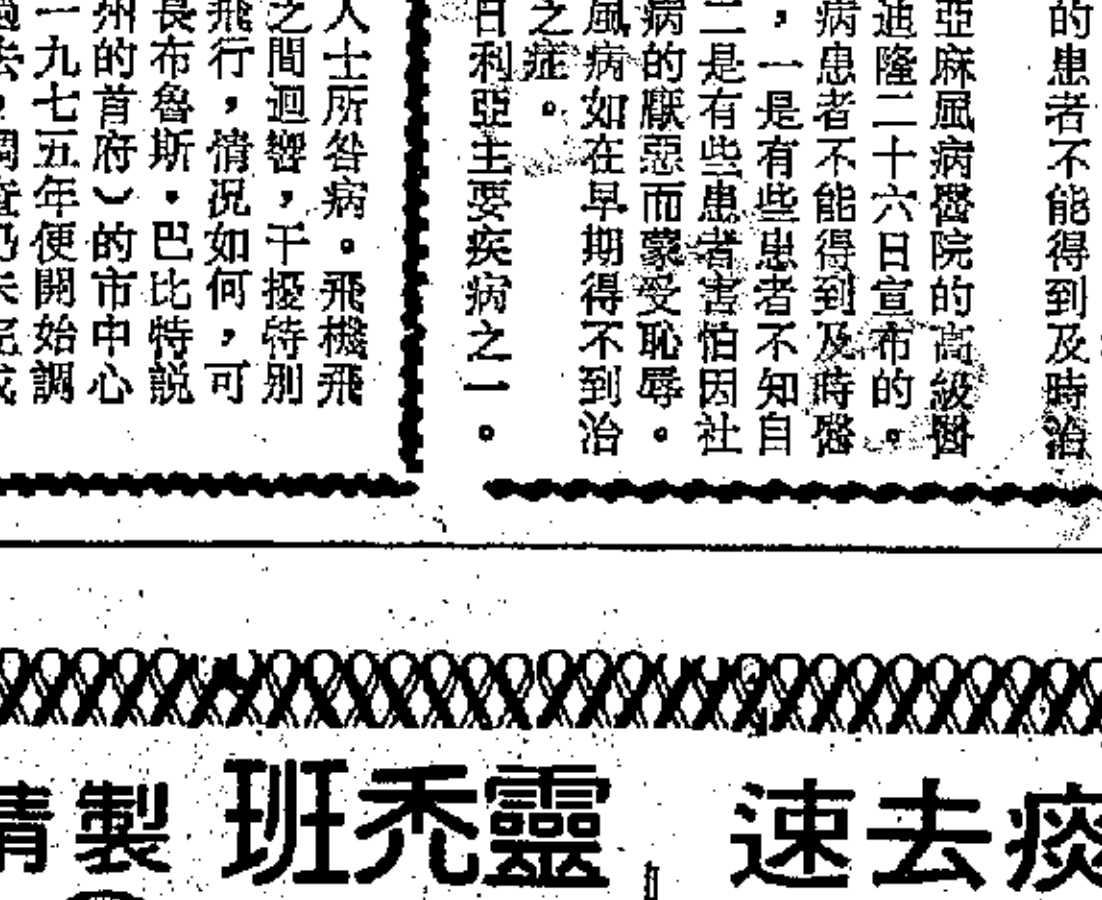 的患者不能得到及時治
亞麻風病醫院的高級醫
迪隆二十六日宣布的。
病患者不能得到及時醫
，一是有些患者不知自
二是有些患者害怕因社
病的厭惡而蒙受恥辱。
風病如在早期得不到治
之症。
日利亞主要疾病之一。
人士所咎病。飛機飛
之間迴響，干擾特別
飛行，情況如何，可
長布魯斯·巴比特説
州的首府）的市中心
一九七五年便開始調
痰去速
靈禿班
製